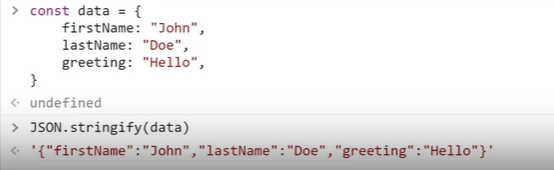 > const data = {
firstName: "John",
lastName: "Doe",
greeting: "Hello",
}
undefined
> JSON.stringify(data)
'{"firstName":"John","lastName":"Doe","greeting":"Hello"}'